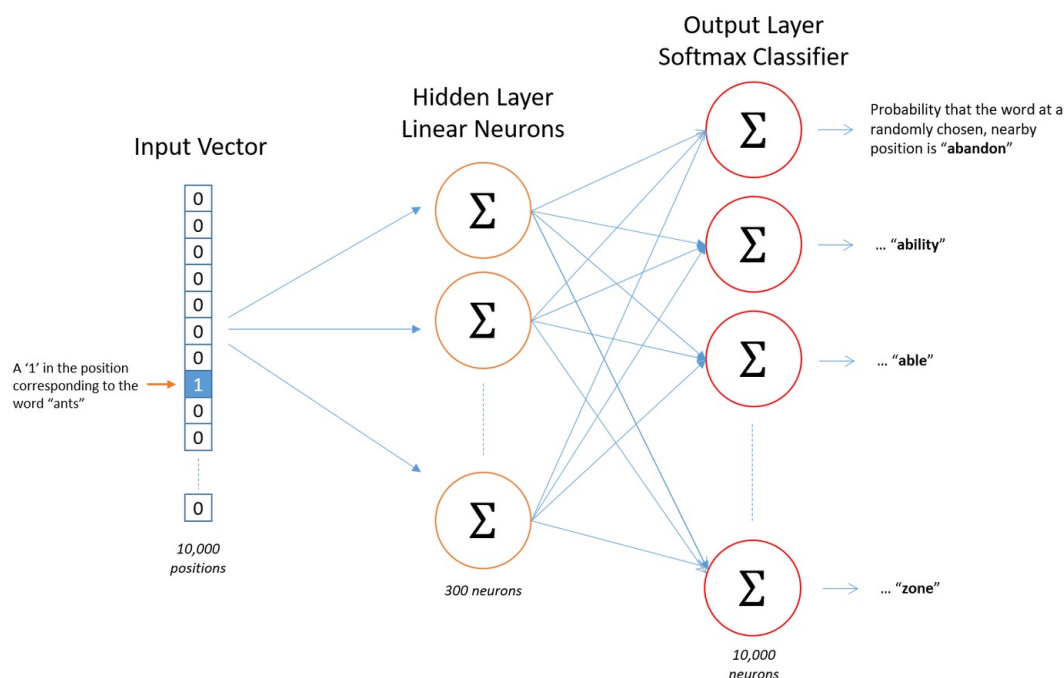 Output Layer
Softmax Classifier
Hidden Layer
Linear Neurons
Input Vector
0
0
0
0
0
0
0
1
0
0
0
A ‘1’ in the position
corresponding to the
word “ants”
10,000
positions
Σ
Σ
Σ
300 neurons
Σ
Σ
Σ
Σ
10,000
neurons
Probability that the word at a
randomly chosen, nearby
position is “abandon”
… “ability”
… “able”
… “zone”